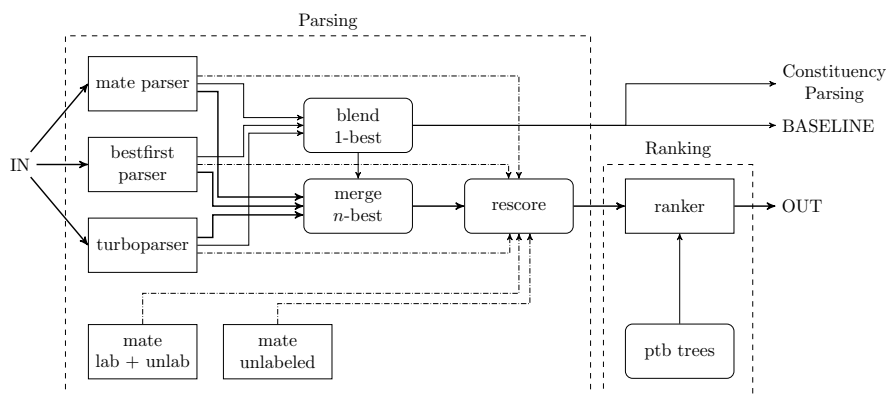 Parsing
mate parser
Constituency
Parsing
blend
1-best
BASELINE
Ranking
IN
bestfirst
parser
merge
n-best
rescore
ranker
OUT
turboparser
mate
lab + unlab
mate
unlabeled
ptb trees